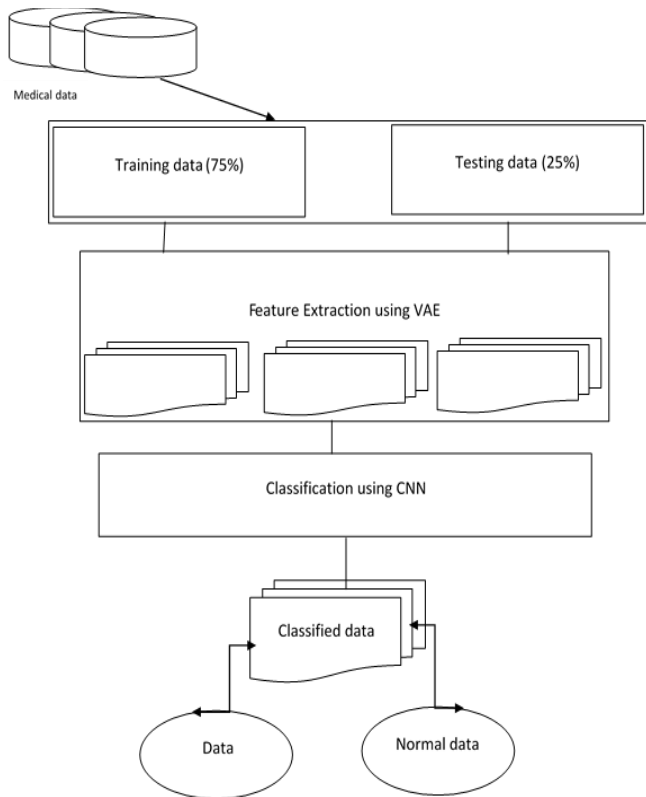 Medical data
Training data (75%)
Testing data (25%)
Feature Extraction using VAE
Classification using CNN
Classified data
Data
Normal data